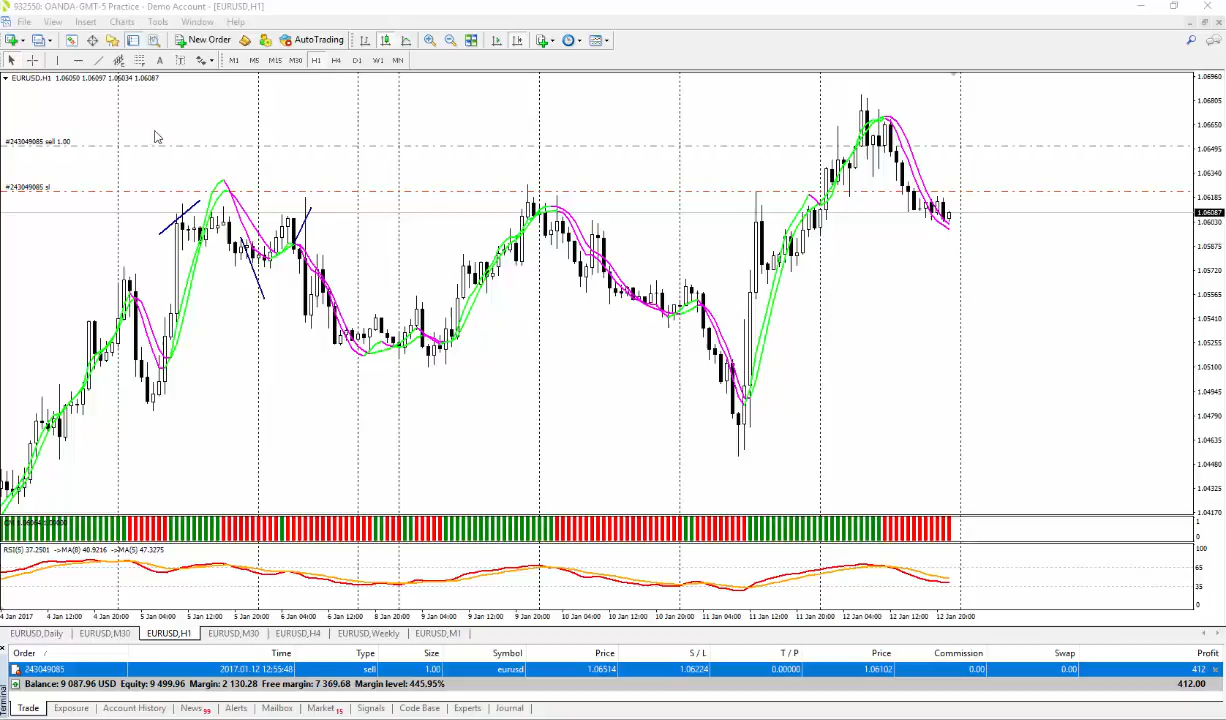 932550: OANDA-GMT-5 Practice - Demo Account - [EURUSD,H1]
File View Insert Charts Tools Window Help
New Order AutoTrading
A T M1 M5 M15 M30 H1 H4 D1 W1 MN
EURUSD,H1 1.06050 1.06097 1.06034 1.06087
1.06960
1.06805
1.06650
#243049085 sell 1.00
1.06495
#243049085 sl
1.06185
1.06087
1.06030
1.05875
1.05720
1.05565
1.05410
1.05255
1.05100
1.04945
1.04790
1.04635
1.04480
1.04325
1.04170
1
0
RSI(5) 37.2501 ->MA(8) 40.9216 ->MA(5) 47.3275
100
65
35
0
4 Jan 2017 4 Jan 12:00 4 Jan 20:00 5 Jan 04:00 5 Jan 12:00 5 Jan 20:00 6 Jan 04:00 6 Jan 12:00 8 Jan 20:00 9 Jan 04:00 9 Jan 12:00 9 Jan 20:00 10 Jan 04:00 10 Jan 12:00 10 Jan 20:00 11 Jan 04:00 11 Jan 12:00 11 Jan 20:00 12 Jan 04:00 12 Jan 12:00 12 Jan 20:00
EURUSD,Daily EURUSD,M30 EURUSD,H1 EURUSD,M30 EURUSD,H4 EURUSD,Weekly EURUSD,M1
Order Time Type Size Symbol Price S / L T / P Price Commission Swap Profit
243049085 2017.01.12 12:55:48 sell 1.00 eurusd 1.06514 1.06224 0.00000 1.06102 0.00 0.00 412
Balance: 9 087.96 USD Equity: 9 499.96 Margin: 2 130.28 Free margin: 7 369.68 Margin level: 445.95% 412.00
Terminal
Trade Exposure Account History News 99 Alerts Mailbox Market 15 Signals Code Base Experts Journal